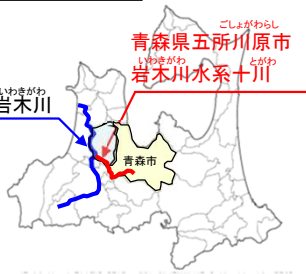 ごしょがわらし
青森県五所川原市
いわきがわ とがわ
岩木川水系十川
いわきがわ
岩木川
青森市